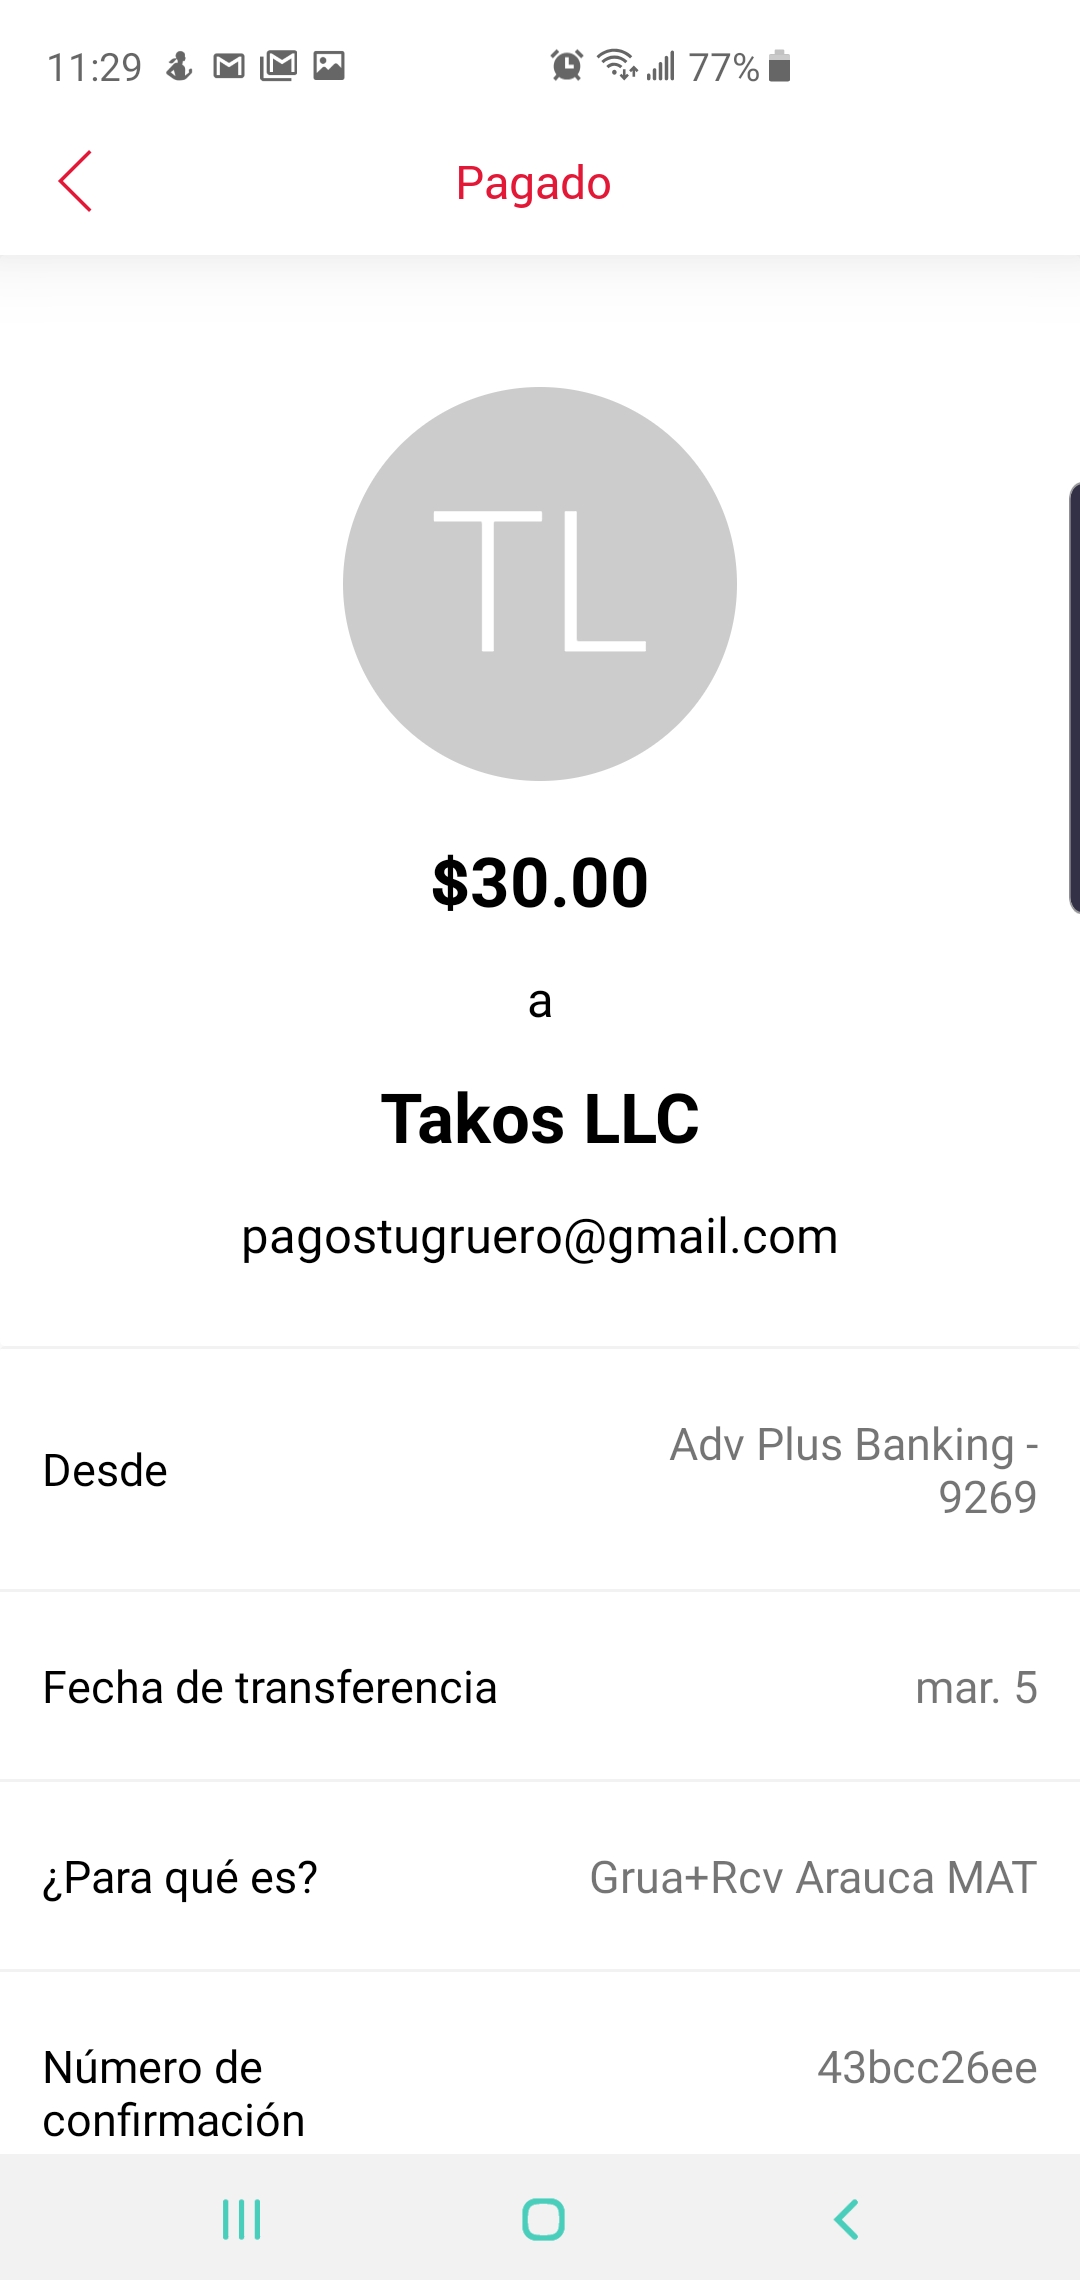 11:29
77%
Pagado
TL
$30.00
a
Takos LLC
pagostugruero@gmail.com
Desde
Adv Plus Banking -
9269
Fecha de transferencia
mar. 5
¿Para qué es?
Grua+Rcv Arauca MAT
Número de
confirmación
43bcc26ee